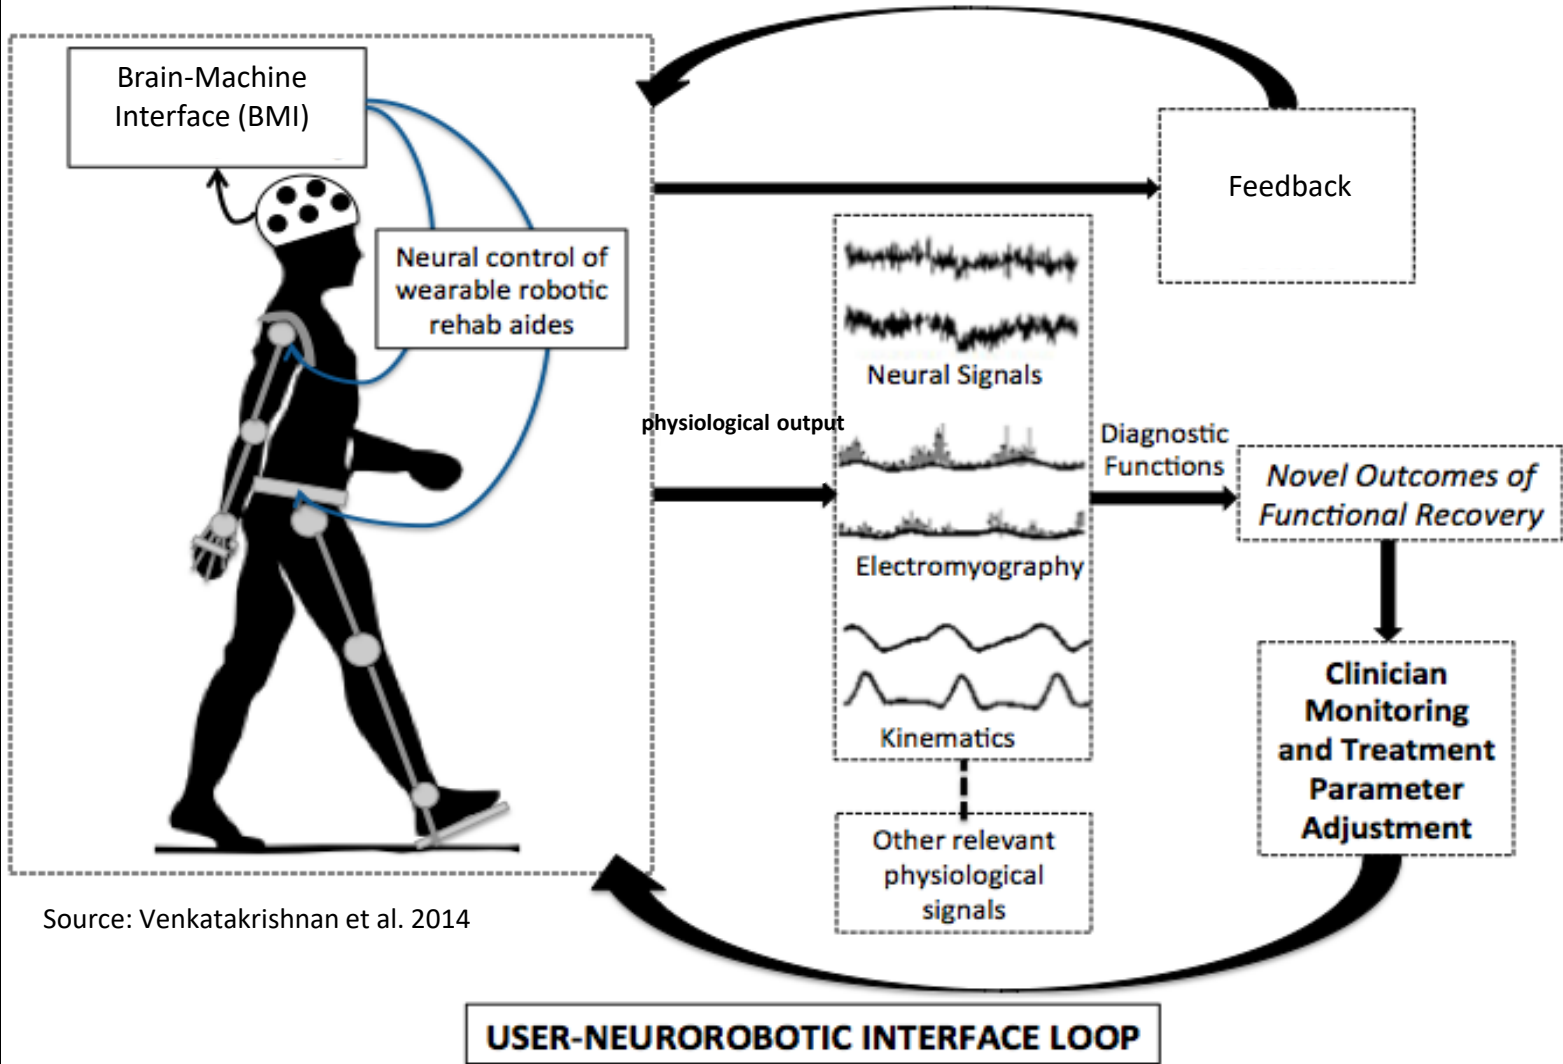 Brain-Machine
Interface (BMI)
Neural control of
wearable robotic
rehab aides
Feedback
Neural Signals
physiological output
Electromyography
Kinematics
Other relevant
physiological
signals
Diagnostic
Functions
Novel Outcomes of
Functional Recovery
Clinician
Monitoring
and Treatment
Parameter
Adjustment
Source: Venkatakrishnan et al. 2014
USER-NEUROROBOTIC INTERFACE LOOP